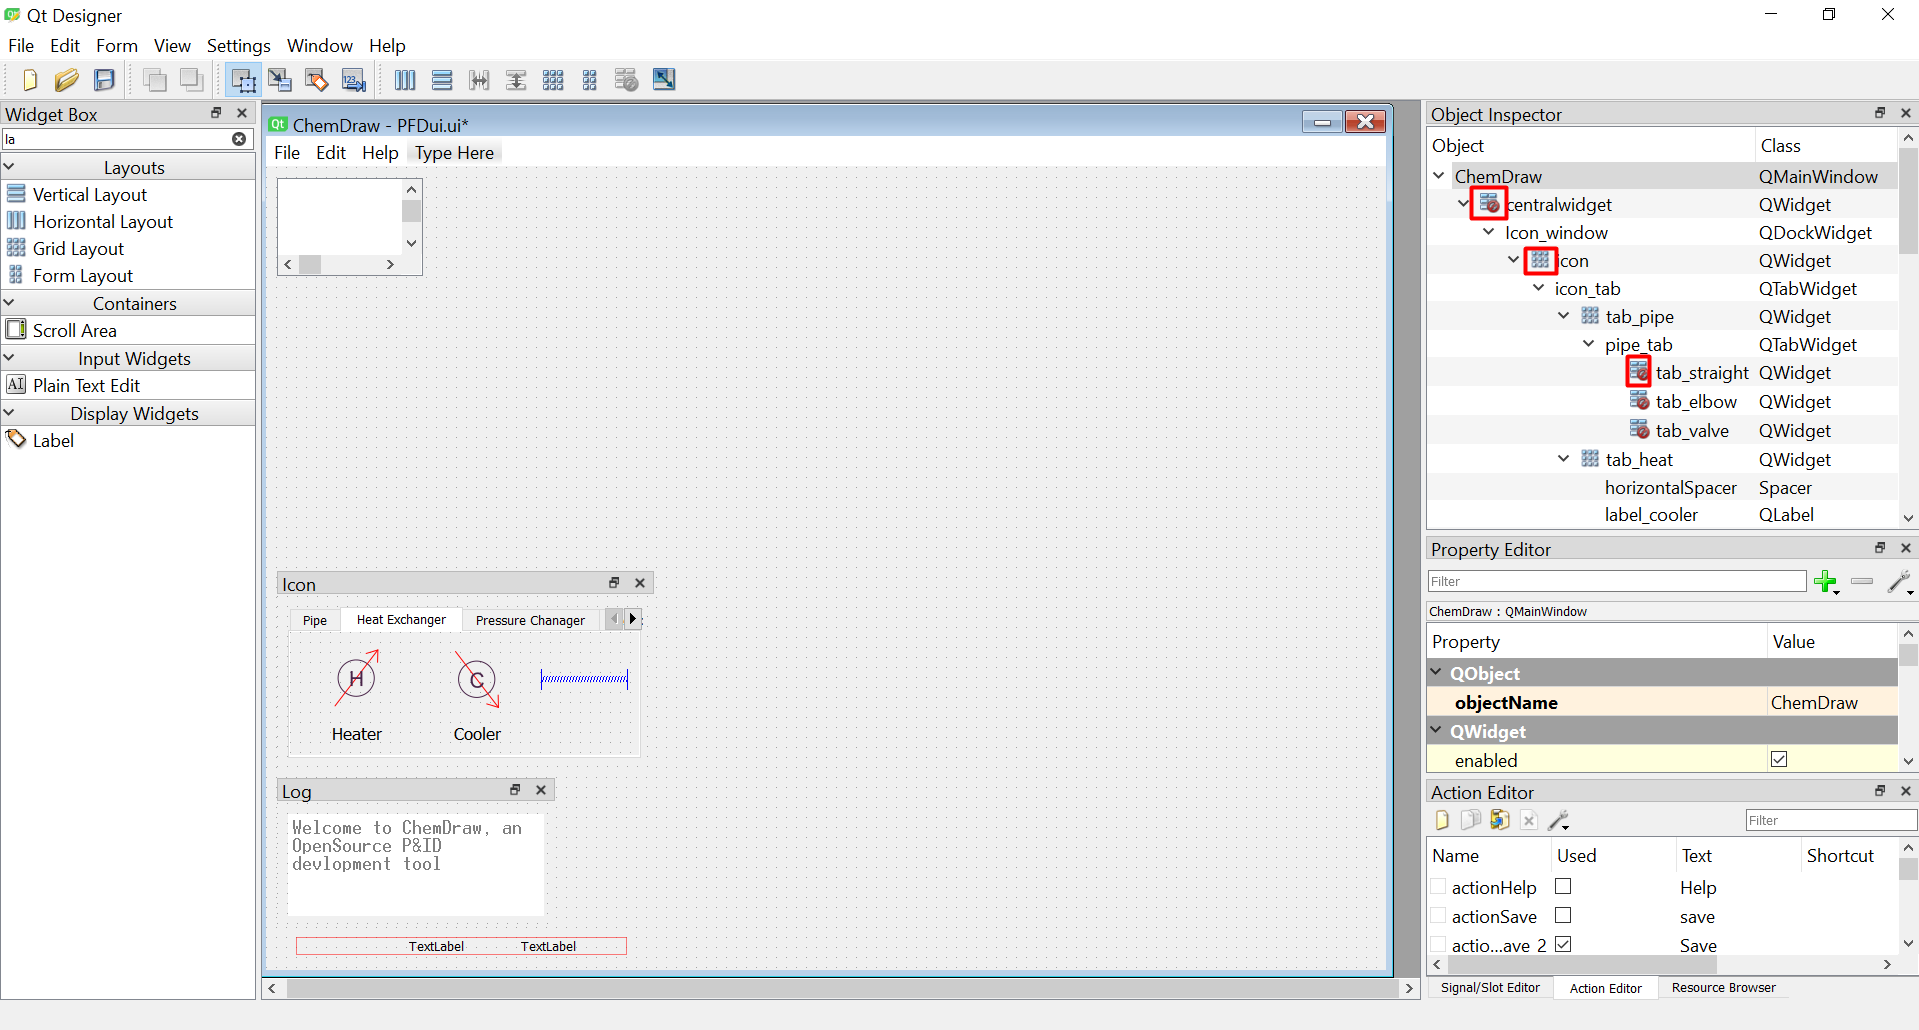 Qt Designer
File Edit Form View Settings Window Help
Widget Box
la
Layouts
Vertical Layout
Horizontal Layout
Grid Layout
Form Layout
Containers
Scroll Area
Input Widgets
AI Plain Text Edit
Display Widgets
Label
Qt ChemDraw - PFDui.ui*
File Edit Help Type Here
Icon
Pipe Heat Exchanger Pressure Chanager
H C
Heater Cooler
Log
Welcome to ChemDraw, an
OpenSource P&ID
devlopment tool
TextLabel TextLabel
Object Inspector
Object Class
ChemDraw QMainWindow
centralwidget QWidget
Icon_window QDockWidget
icon QWidget
icon_tab QTabWidget
tab_pipe QWidget
pipe_tab QTabWidget
tab_straight QWidget
tab_elbow QWidget
tab_valve QWidget
tab_heat QWidget
horizontalSpacer Spacer
label_cooler QLabel
Property Editor
Filter
ChemDraw : QMainWindow
Property Value
QObject
objectName ChemDraw
QWidget
enabled
Action Editor
Filter
Name Used Text Shortcut
actionHelp Help
actionSave save
actio...ave_2 Save
Signal/Slot Editor Action Editor Resource Browser